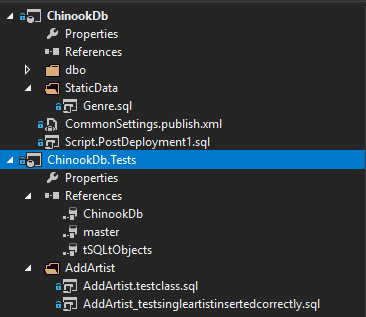 ChinookDb
Properties
References
dbo
StaticData
Genre.sql
CommonSettings.publish.xml
Script.PostDeployment1.sql
ChinookDb.Tests
Properties
References
ChinookDb
master
tSQLtObjects
AddArtist
AddArtist.testclass.sql
AddArtist_testsingleartistinsertedcorrectly.sql